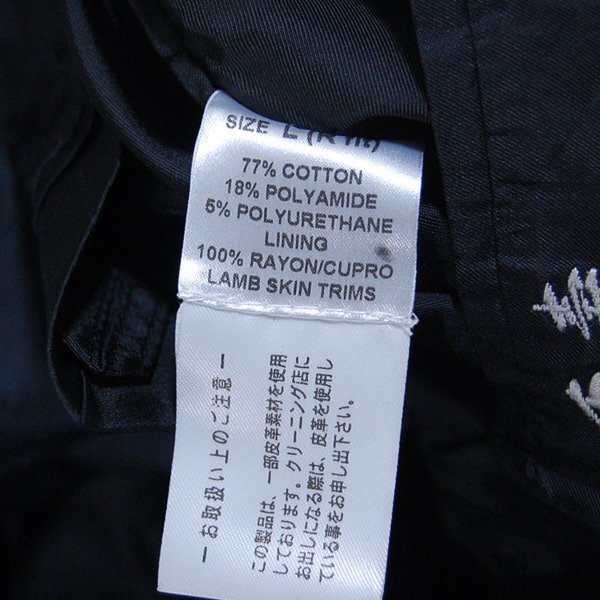 SIZE L (R fit)
77% COTTON
18% POLYAMIDE
5% POLYURETHANE
LINING
100% RAYON/CUPRO
LAMB SKIN TRIMS
ー お取扱い上のご注意 ー
この製品は、一部皮革素材を使用
しております。クリーニング店に
お出しになる際は、皮革を使用し
ている事をお申し出下さい。